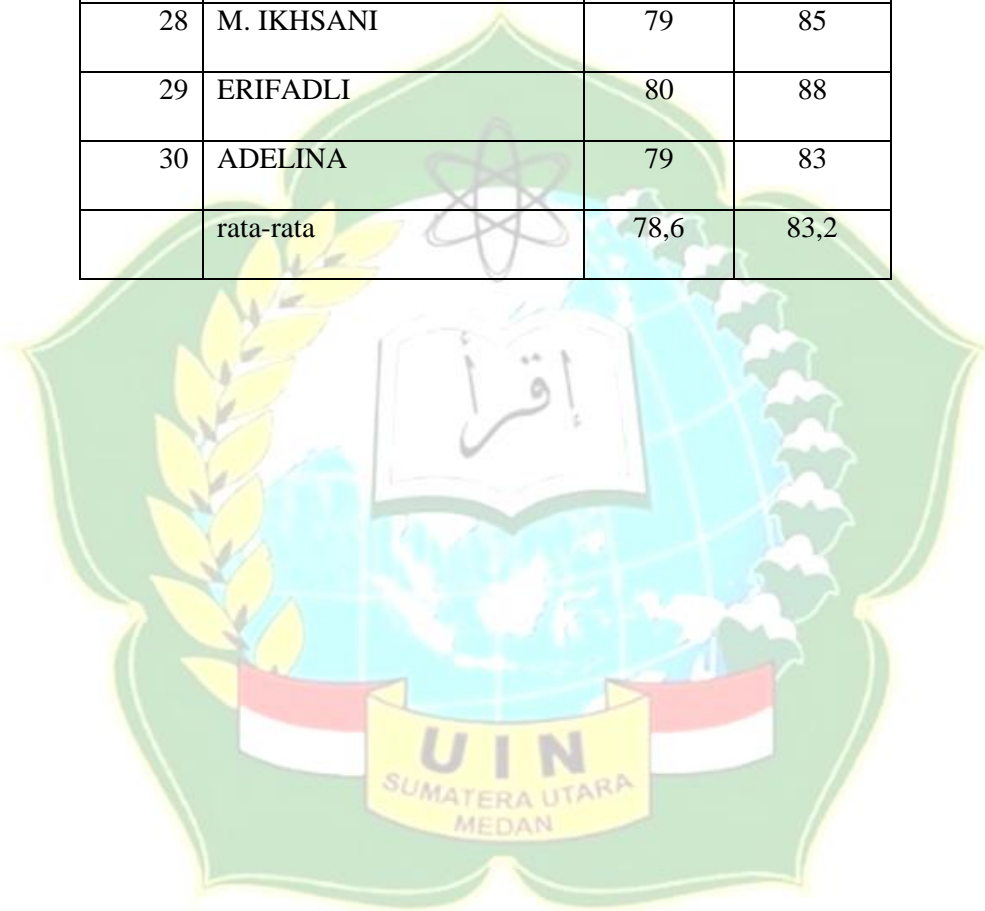 28 M. IKHSANI 79 85
29 ERIFADLI 80 88
30 ADELINA 79 83
rata-rata 78,6 83,2
إقرأ
UIN
SUMATERA UTARA
MEDAN